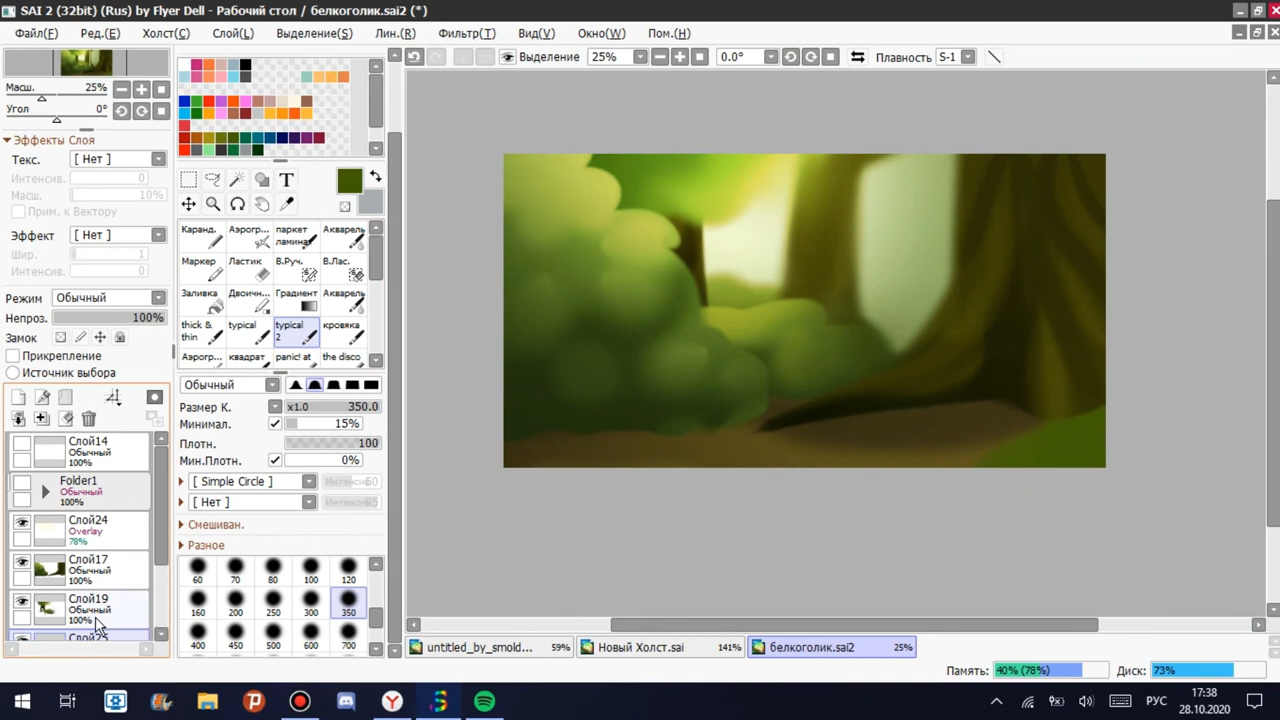 SAI 2 (32bit) (Rus) by Flyer Dell - Рабочий стол / белкоголик.sai2 (*)
Файл(F) Ред.(E) Холст(C) Слой(L) Выделение(S) Лин.(R) Фильтр(T) Вид(V) Окно(W) Пом.(H)
Выделение 25% 0.0° Плавность S-1
Масш. 25%
Угол 0°
Эффекты Слоя
Текс. [ Нет ]
Интенсив. 0
Масш. 10%
Прим. к Вектору
Эффект [ Нет ]
Шир. 1
Интенсив. 0
Режим Обычный
Непроз. 100%
Замок
Прикрепление
Источник выбора
Слой14
Обычный
100%
Folder1
Обычный
100%
Слой24
Overlay
78%
Слой17
Обычный
100%
Слой19
Обычный
100%
T
Каранд. Аэрогр... паркет ламина Акварель
Маркер Ластик В.Руч. В.Лас.
Заливка Двоичн... Градиент Акварель
thick & thin typical typical 2 кровяка
Аэрогр... квадрат panic! at the disco
Обычный
Размер К. x1.0 350.0
Минимал. 15%
Плотн. 100
Мин.Плотн. 0%
[ Simple Circle ]
[ Нет ]
Смешиван.
Разное
60 70 80 100 120
160 200 250 300 350
400 450 500 600 700
untitled_by_smold... 59% Новый Холст.sai 141% белкоголик.sai2 25%
Память: 40% (78%) Диск: 73%
РУС
17:38
28.10.2020